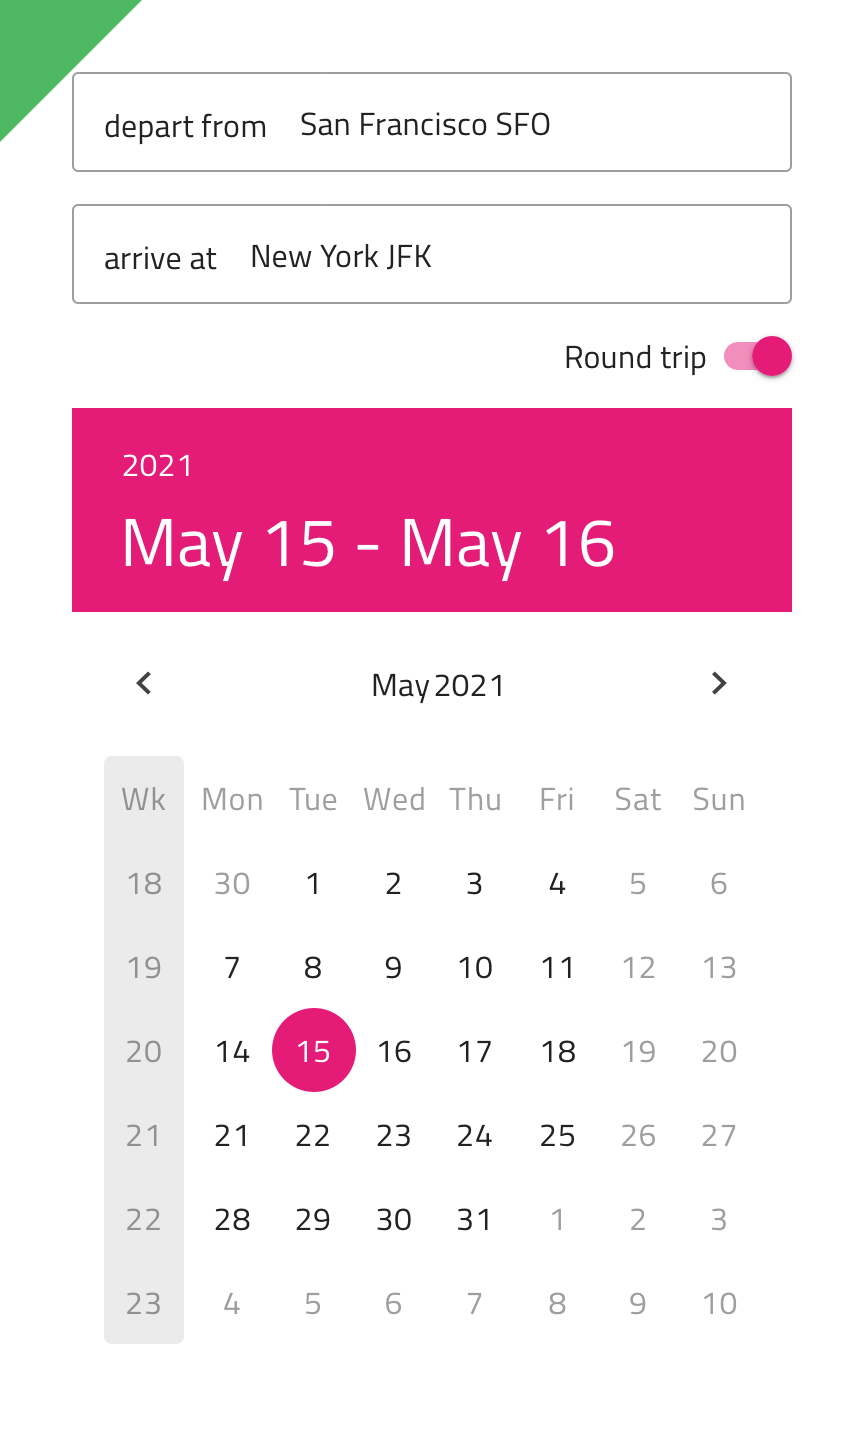 depart from San Francisco SFO
arrive at New York JFK
Round trip
2021
May 15 - May 16
May 2021
Wk Mon Tue Wed Thu Fri Sat Sun
18 30 1 2 3 4 5 6
19 7 8 9 10 11 12 13
20 14 15 16 17 18 19 20
21 21 22 23 24 25 26 27
22 28 29 30 31 1 2 3
23 4 5 6 7 8 9 10